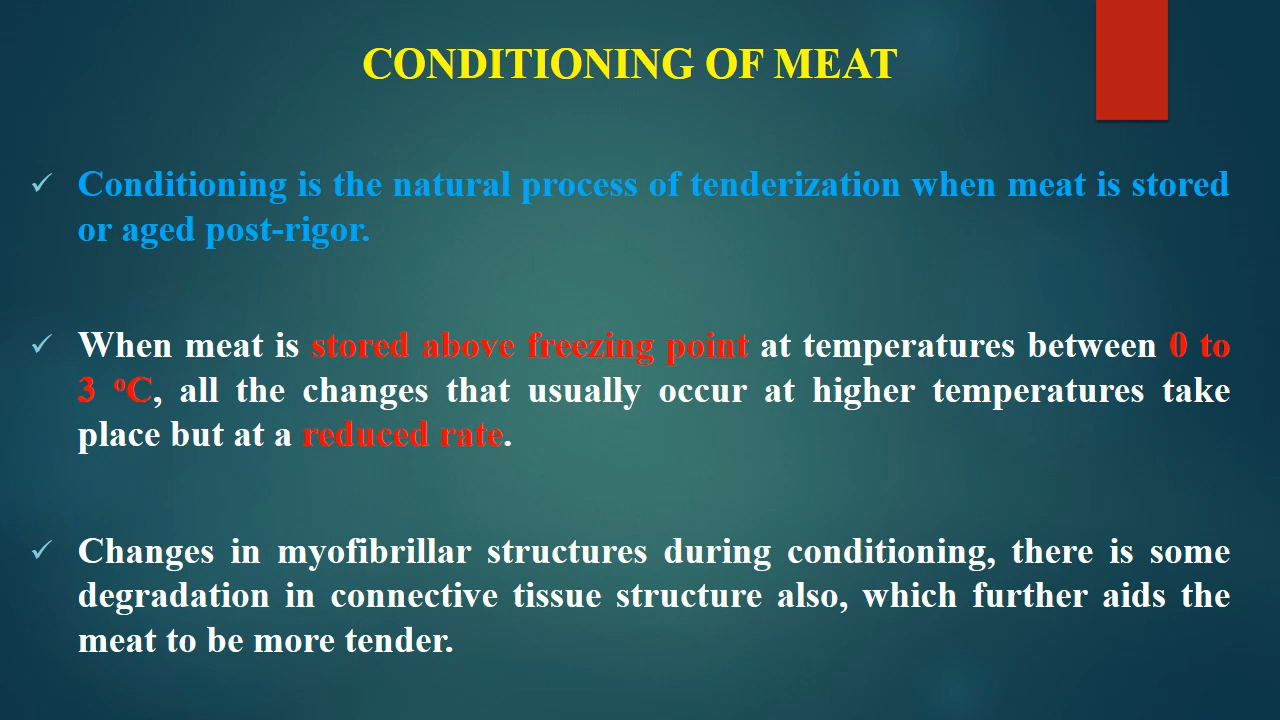 CONDITIONING OF MEAT
✓ Conditioning is the natural process of tenderization when meat is stored
or aged post-rigor.
✓ When meat is stored above freezing point at temperatures between 0 to
3 ºC, all the changes that usually occur at higher temperatures take
place but at a reduced rate.
✓ Changes in myofibrillar structures during conditioning, there is some
degradation in connective tissue structure also, which further aids the
meat to be more tender.